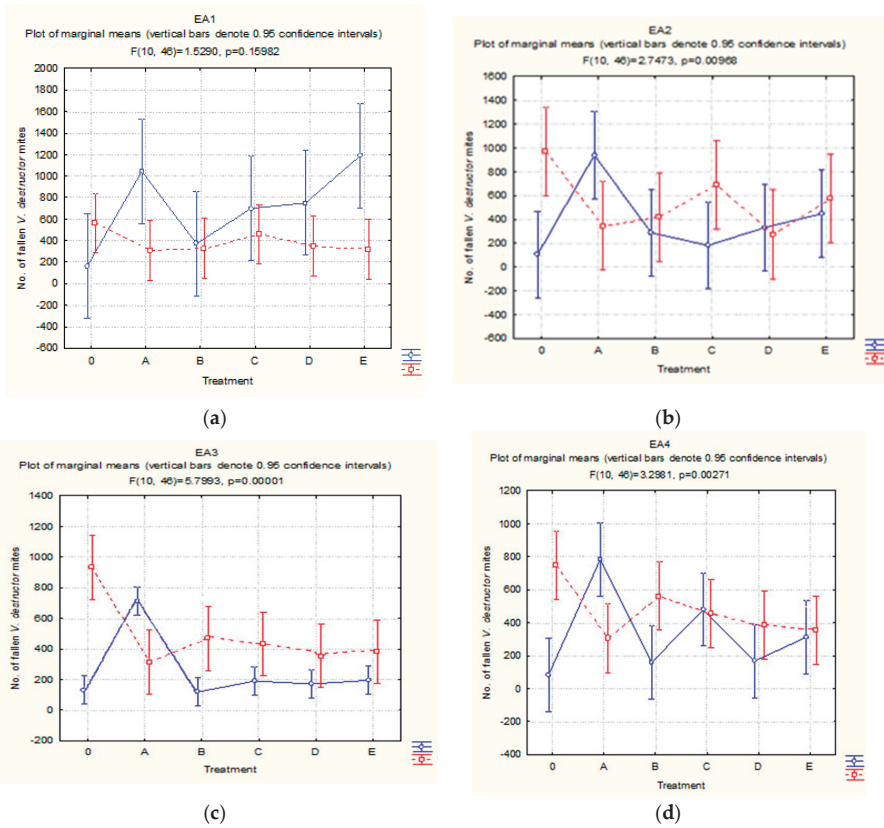 EA1
Plot of marginal means (vertical bars denote 0.95 confidence intervals)
F(10, 46)=1.5290, p=0.15982
No. of fallen V. destructor mites
2000
1800
1600
1400
1200
1000
800
600
400
200
0
-200
-400
-600
0 A B C D E
Treatment
(a)
EA2
Plot of marginal means (vertical bars denote 0.95 confidence intervals)
F(10, 46)=2.7473, p=0.00968
No. of fallen V. destructor mites
1600
1400
1200
1000
800
600
400
200
0
-200
-400
-600
0 A B C D E
Treatment
(b)
EA3
Plot of marginal means (vertical bars denote 0.95 confidence intervals)
F(10, 46)=5.7993, p=0.00001
No. of fallen V. destructor mites
1400
1200
1000
800
600
400
200
0
-200
0 A B C D E
Treatment
(c)
EA4
Plot of marginal means (vertical bars denote 0.95 confidence intervals)
F(10, 46)=3.2981, p=0.00271
No. of fallen V. destructor mites
1200
1000
800
600
400
200
0
-200
-400
0 A B C D E
Treatment
(d)